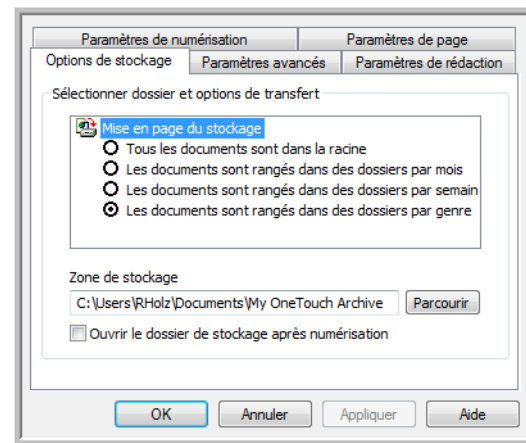 Paramètres de numérisation Paramètres de page
Options de stockage Paramètres avancés Paramètres de rédaction
Sélectionner dossier et options de transfert
Mise en page du stockage
Tous les documents sont dans la racine
Les documents sont rangés dans des dossiers par mois
Les documents sont rangés dans des dossiers par semain
Les documents sont rangés dans des dossiers par genre
Zone de stockage
C:\Users\RHolz\Documents\My OneTouch Archive Parcourir
Ouvrir le dossier de stockage après numérisation
OK Annuler Appliquer Aide